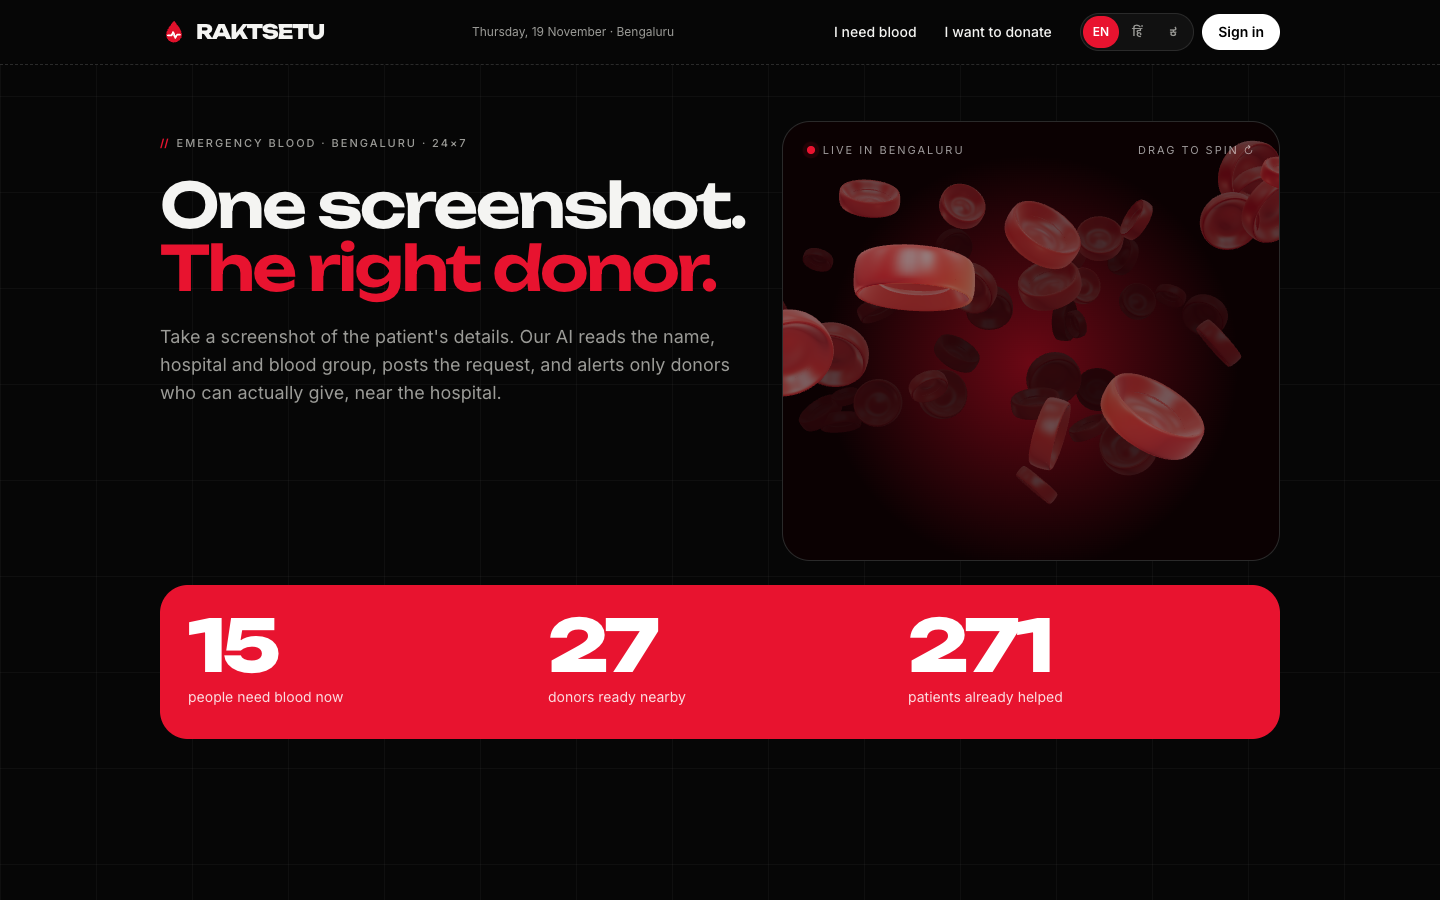 RAKTSETU
Thursday, 19 November · Bengaluru
I need blood
I want to donate
EN
हिं
ಕ
Sign in
// EMERGENCY BLOOD · BENGALURU · 24×7
One screenshot.
The right donor.
Take a screenshot of the patient's details. Our AI reads the name,
hospital and blood group, posts the request, and alerts only donors
who can actually give, near the hospital.
LIVE IN BENGALURU
DRAG TO SPIN ↻
15
people need blood now
27
donors ready nearby
271
patients already helped